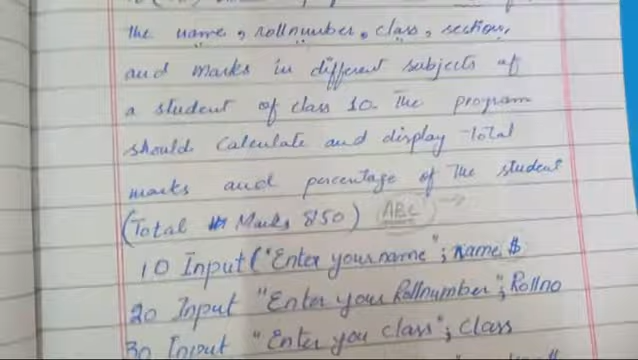 the name, rollnumber, class, section,
and marks in different subjects of
a student of class 10. The program
should calculate and display total
marks and percentage of the student
(Total Marks 850) (ABC)
10 Input ("Enter your name"; name $
20 Input "Enter your Rollnumber"; Rollno
30 Input "Enter you class"; Class